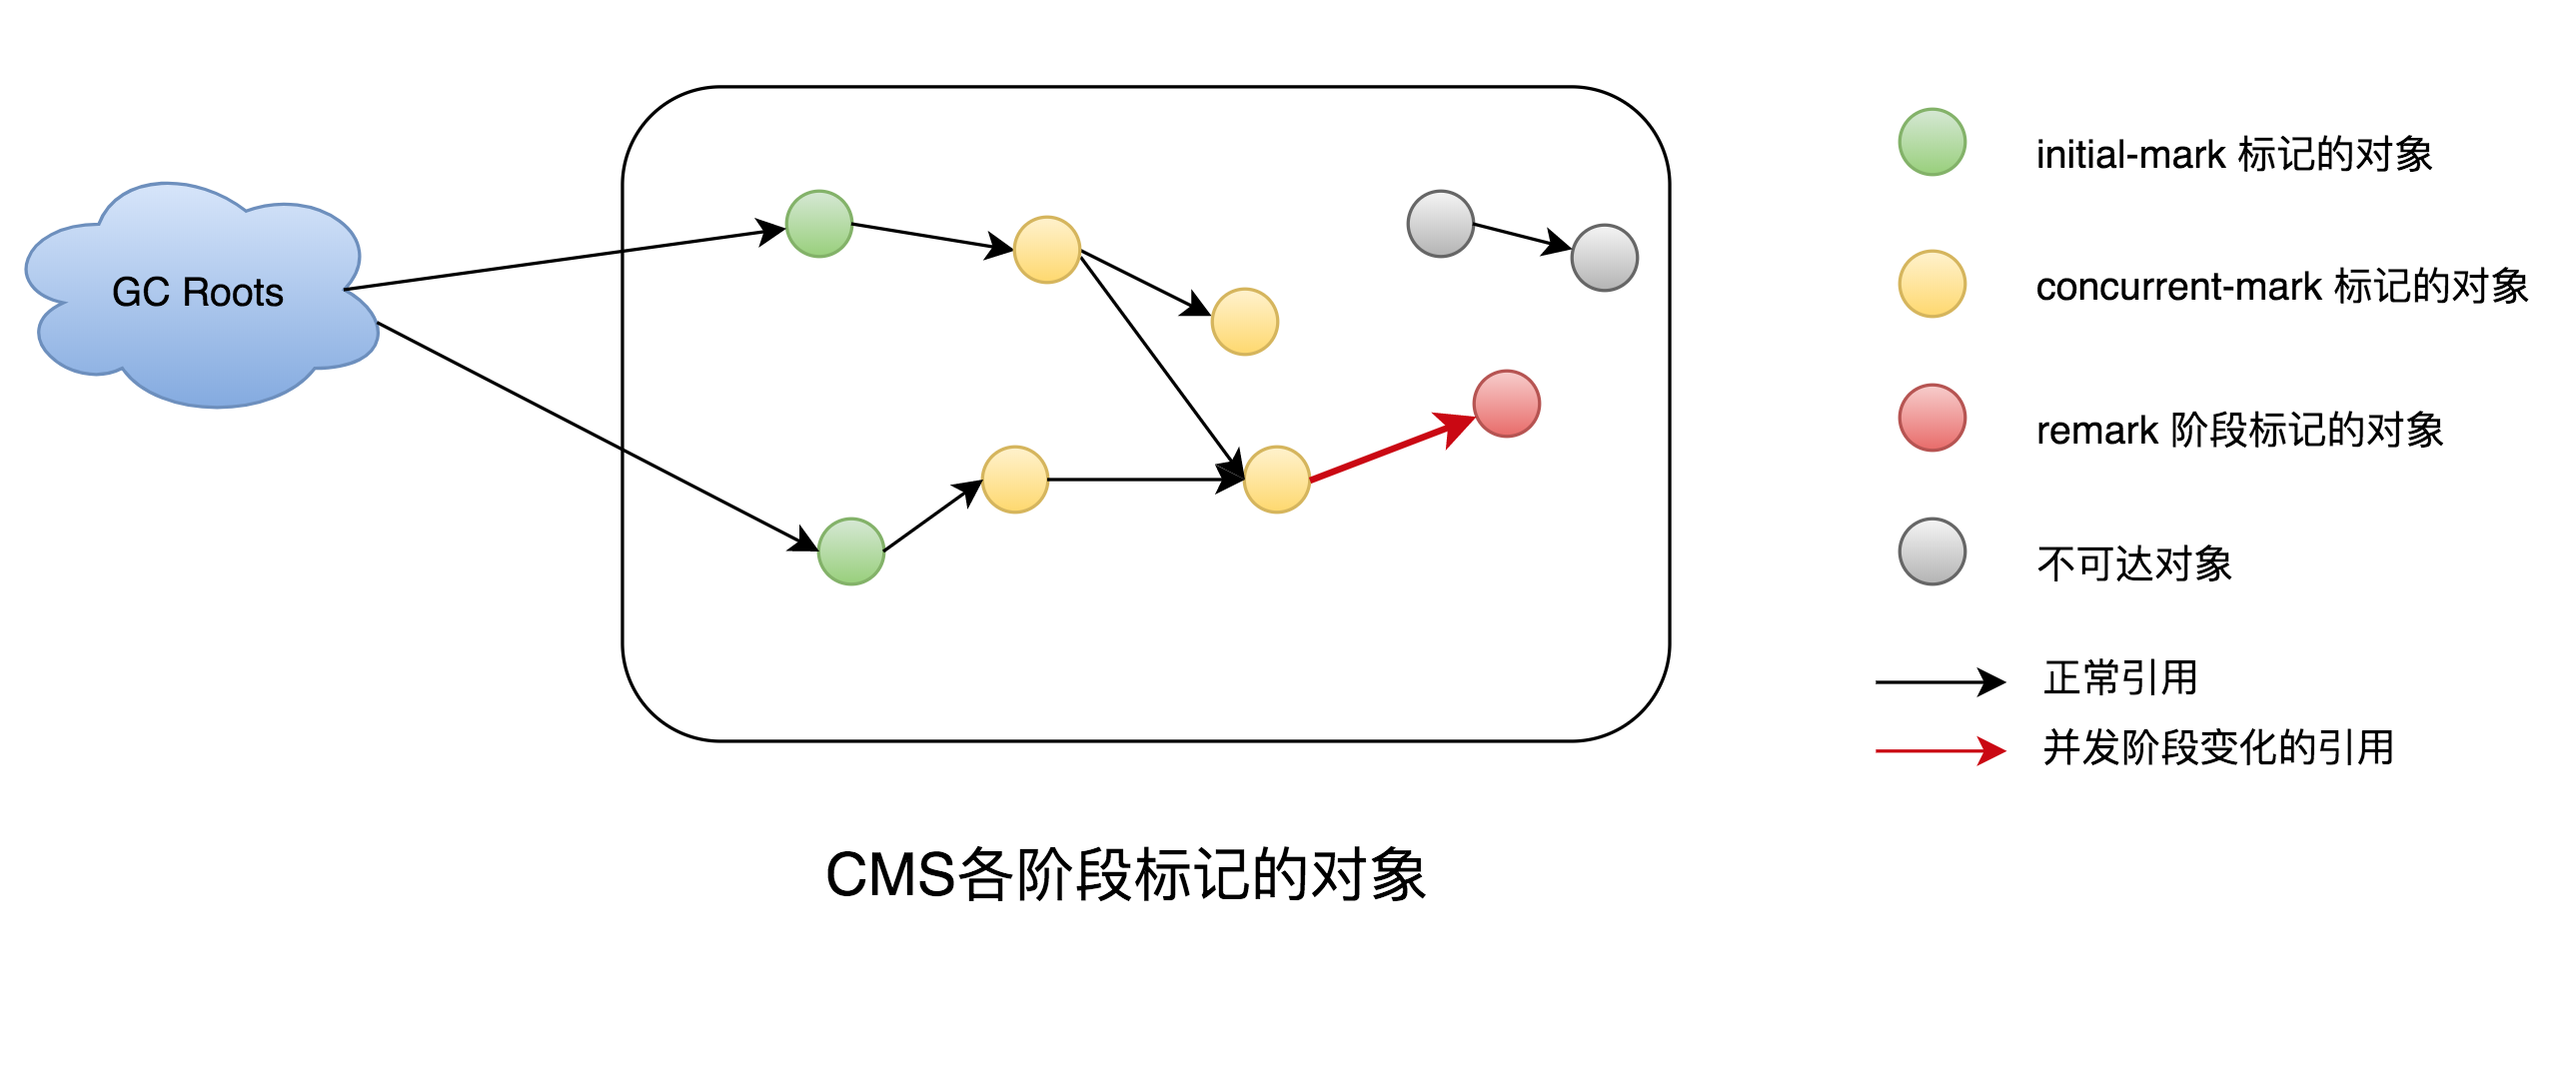 GC Roots
initial-mark 标记的对象
concurrent-mark 标记的对象
remark 阶段标记的对象
不可达对象
正常引用
并发阶段变化的引用
CMS各阶段标记的对象